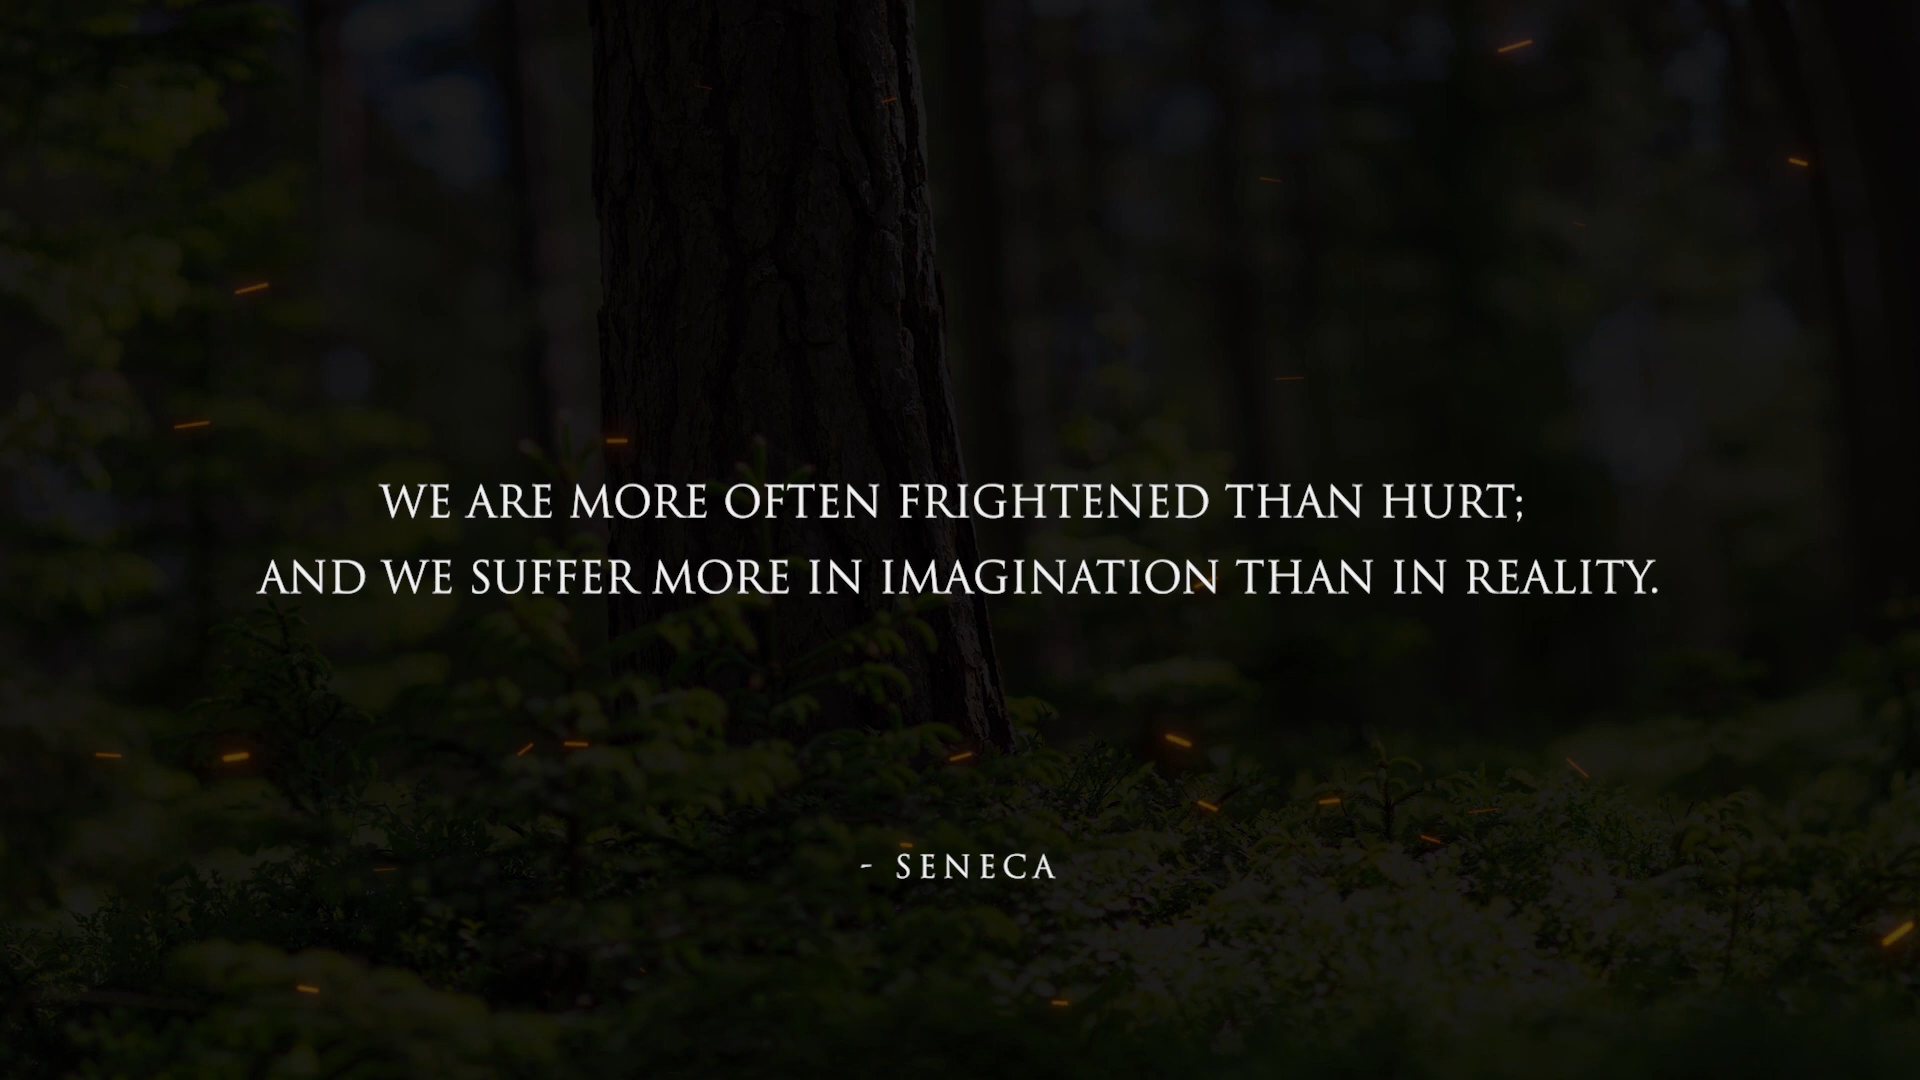 WE ARE MORE OFTEN FRIGHTENED THAN HURT;
AND WE SUFFER MORE IN IMAGINATION THAN IN REALITY.
- SENECA